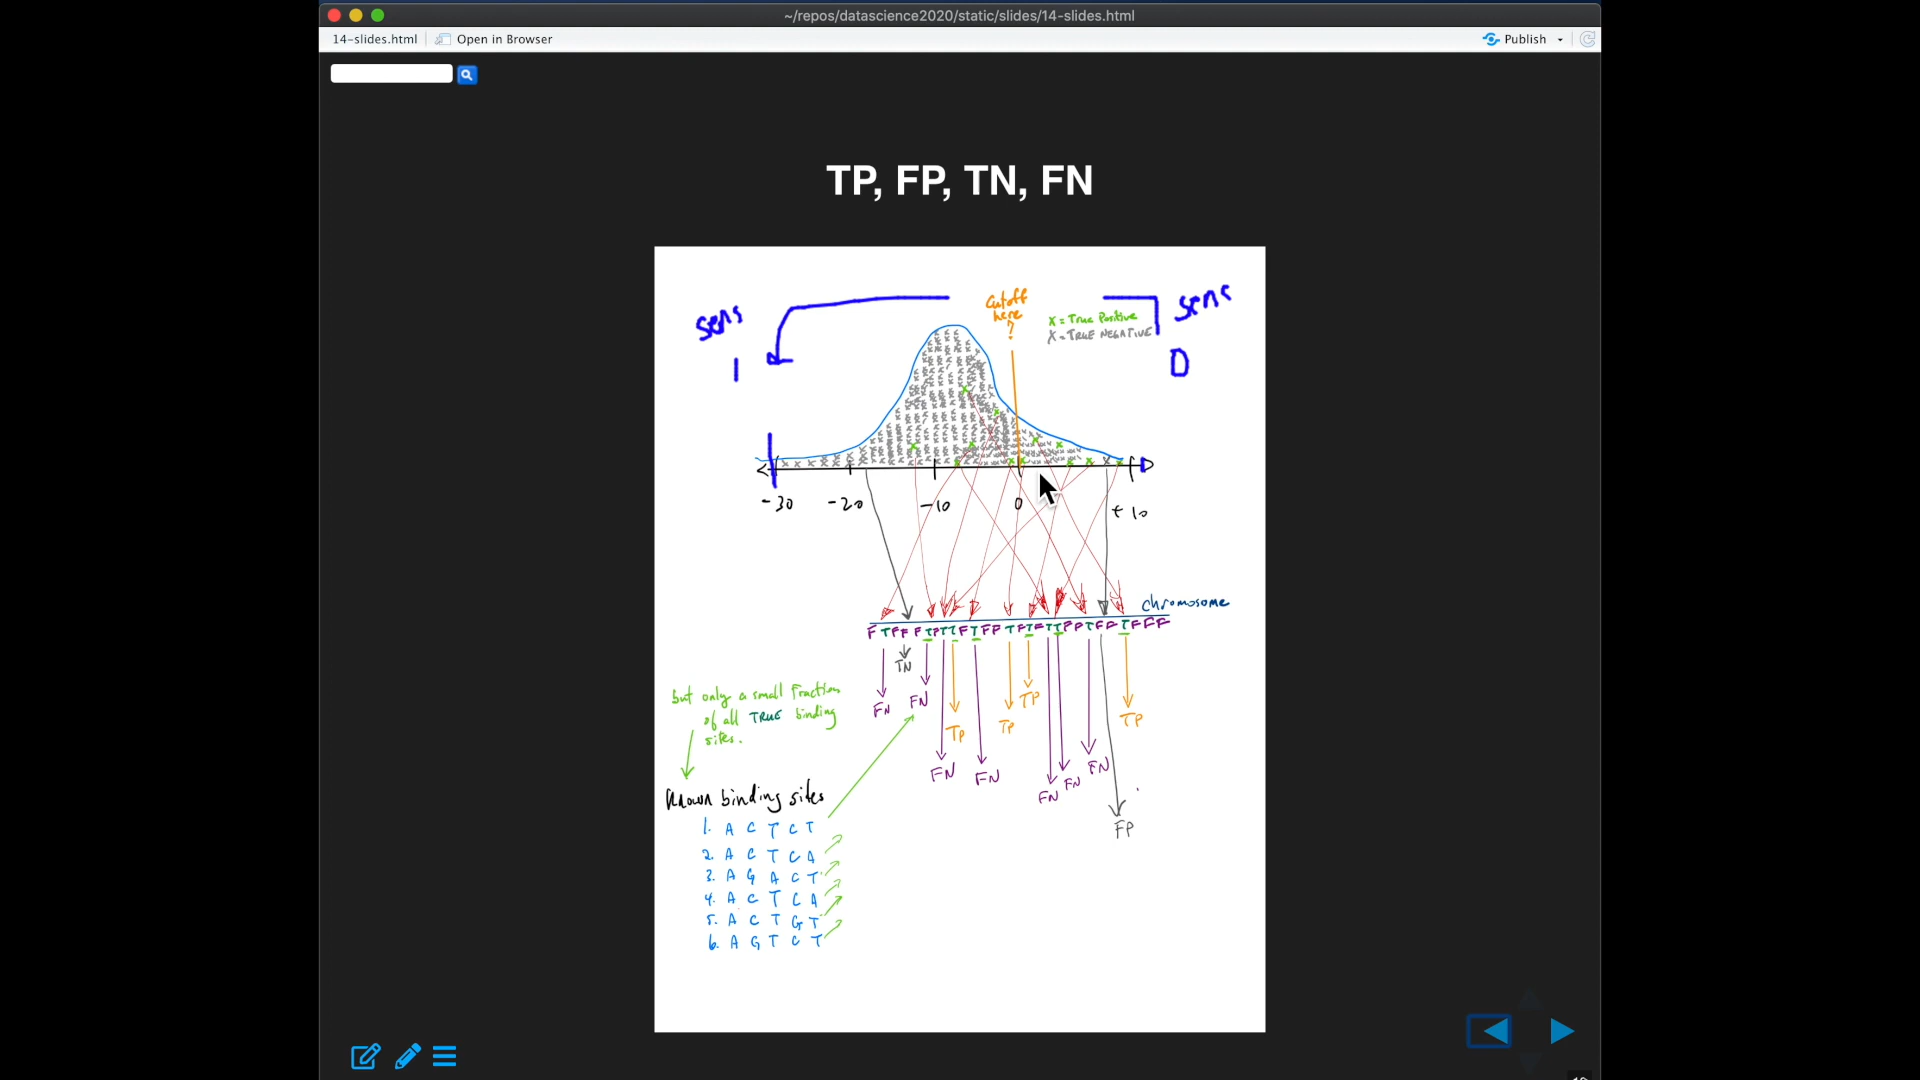 ~/repos/datascience2020/static/slides/14-slides.html
14-slides.html Open in Browser Publish
TP, FP, TN, FN
sens
1
Cutoff
here
?
X = True Positive
X = TRUE NEGATIVE
sens
0
-30 -20 -10 0 +10
chromosome
TN
FN FN TP
TP TP TP
FN FN FN FN FN
FP
but only a small fraction
of all TRUE binding
sites.
Known binding sites
1. A C T C T
2. A C T C A
3. A G A C T
4. A C T C A
5. A C T G T
6. A G T C T